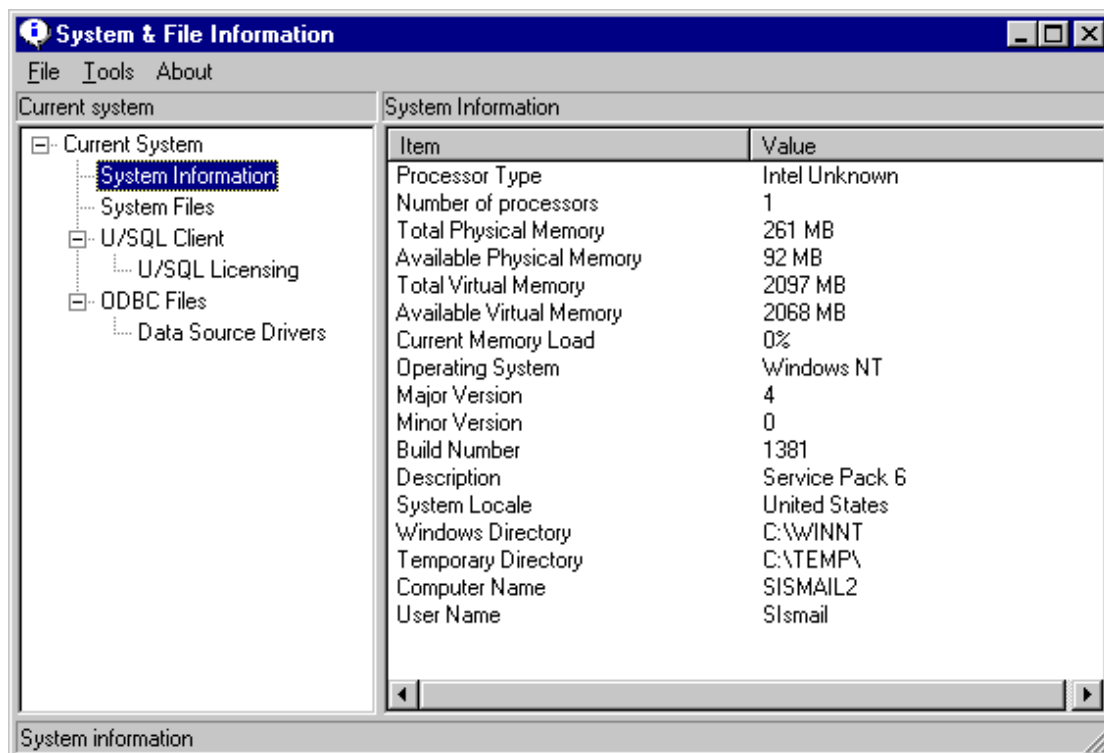 System & File Information
File Tools About
Current system
Current System
System Information
System Files
U/SQL Client
U/SQL Licensing
ODBC Files
Data Source Drivers
System Information
Item Value
Processor Type Intel Unknown
Number of processors 1
Total Physical Memory 261 MB
Available Physical Memory 92 MB
Total Virtual Memory 2097 MB
Available Virtual Memory 2068 MB
Current Memory Load 0%
Operating System Windows NT
Major Version 4
Minor Version 0
Build Number 1381
Description Service Pack 6
System Locale United States
Windows Directory C:\WINNT
Temporary Directory C:\TEMP\
Computer Name SISMAIL2
User Name SIsmail
System information